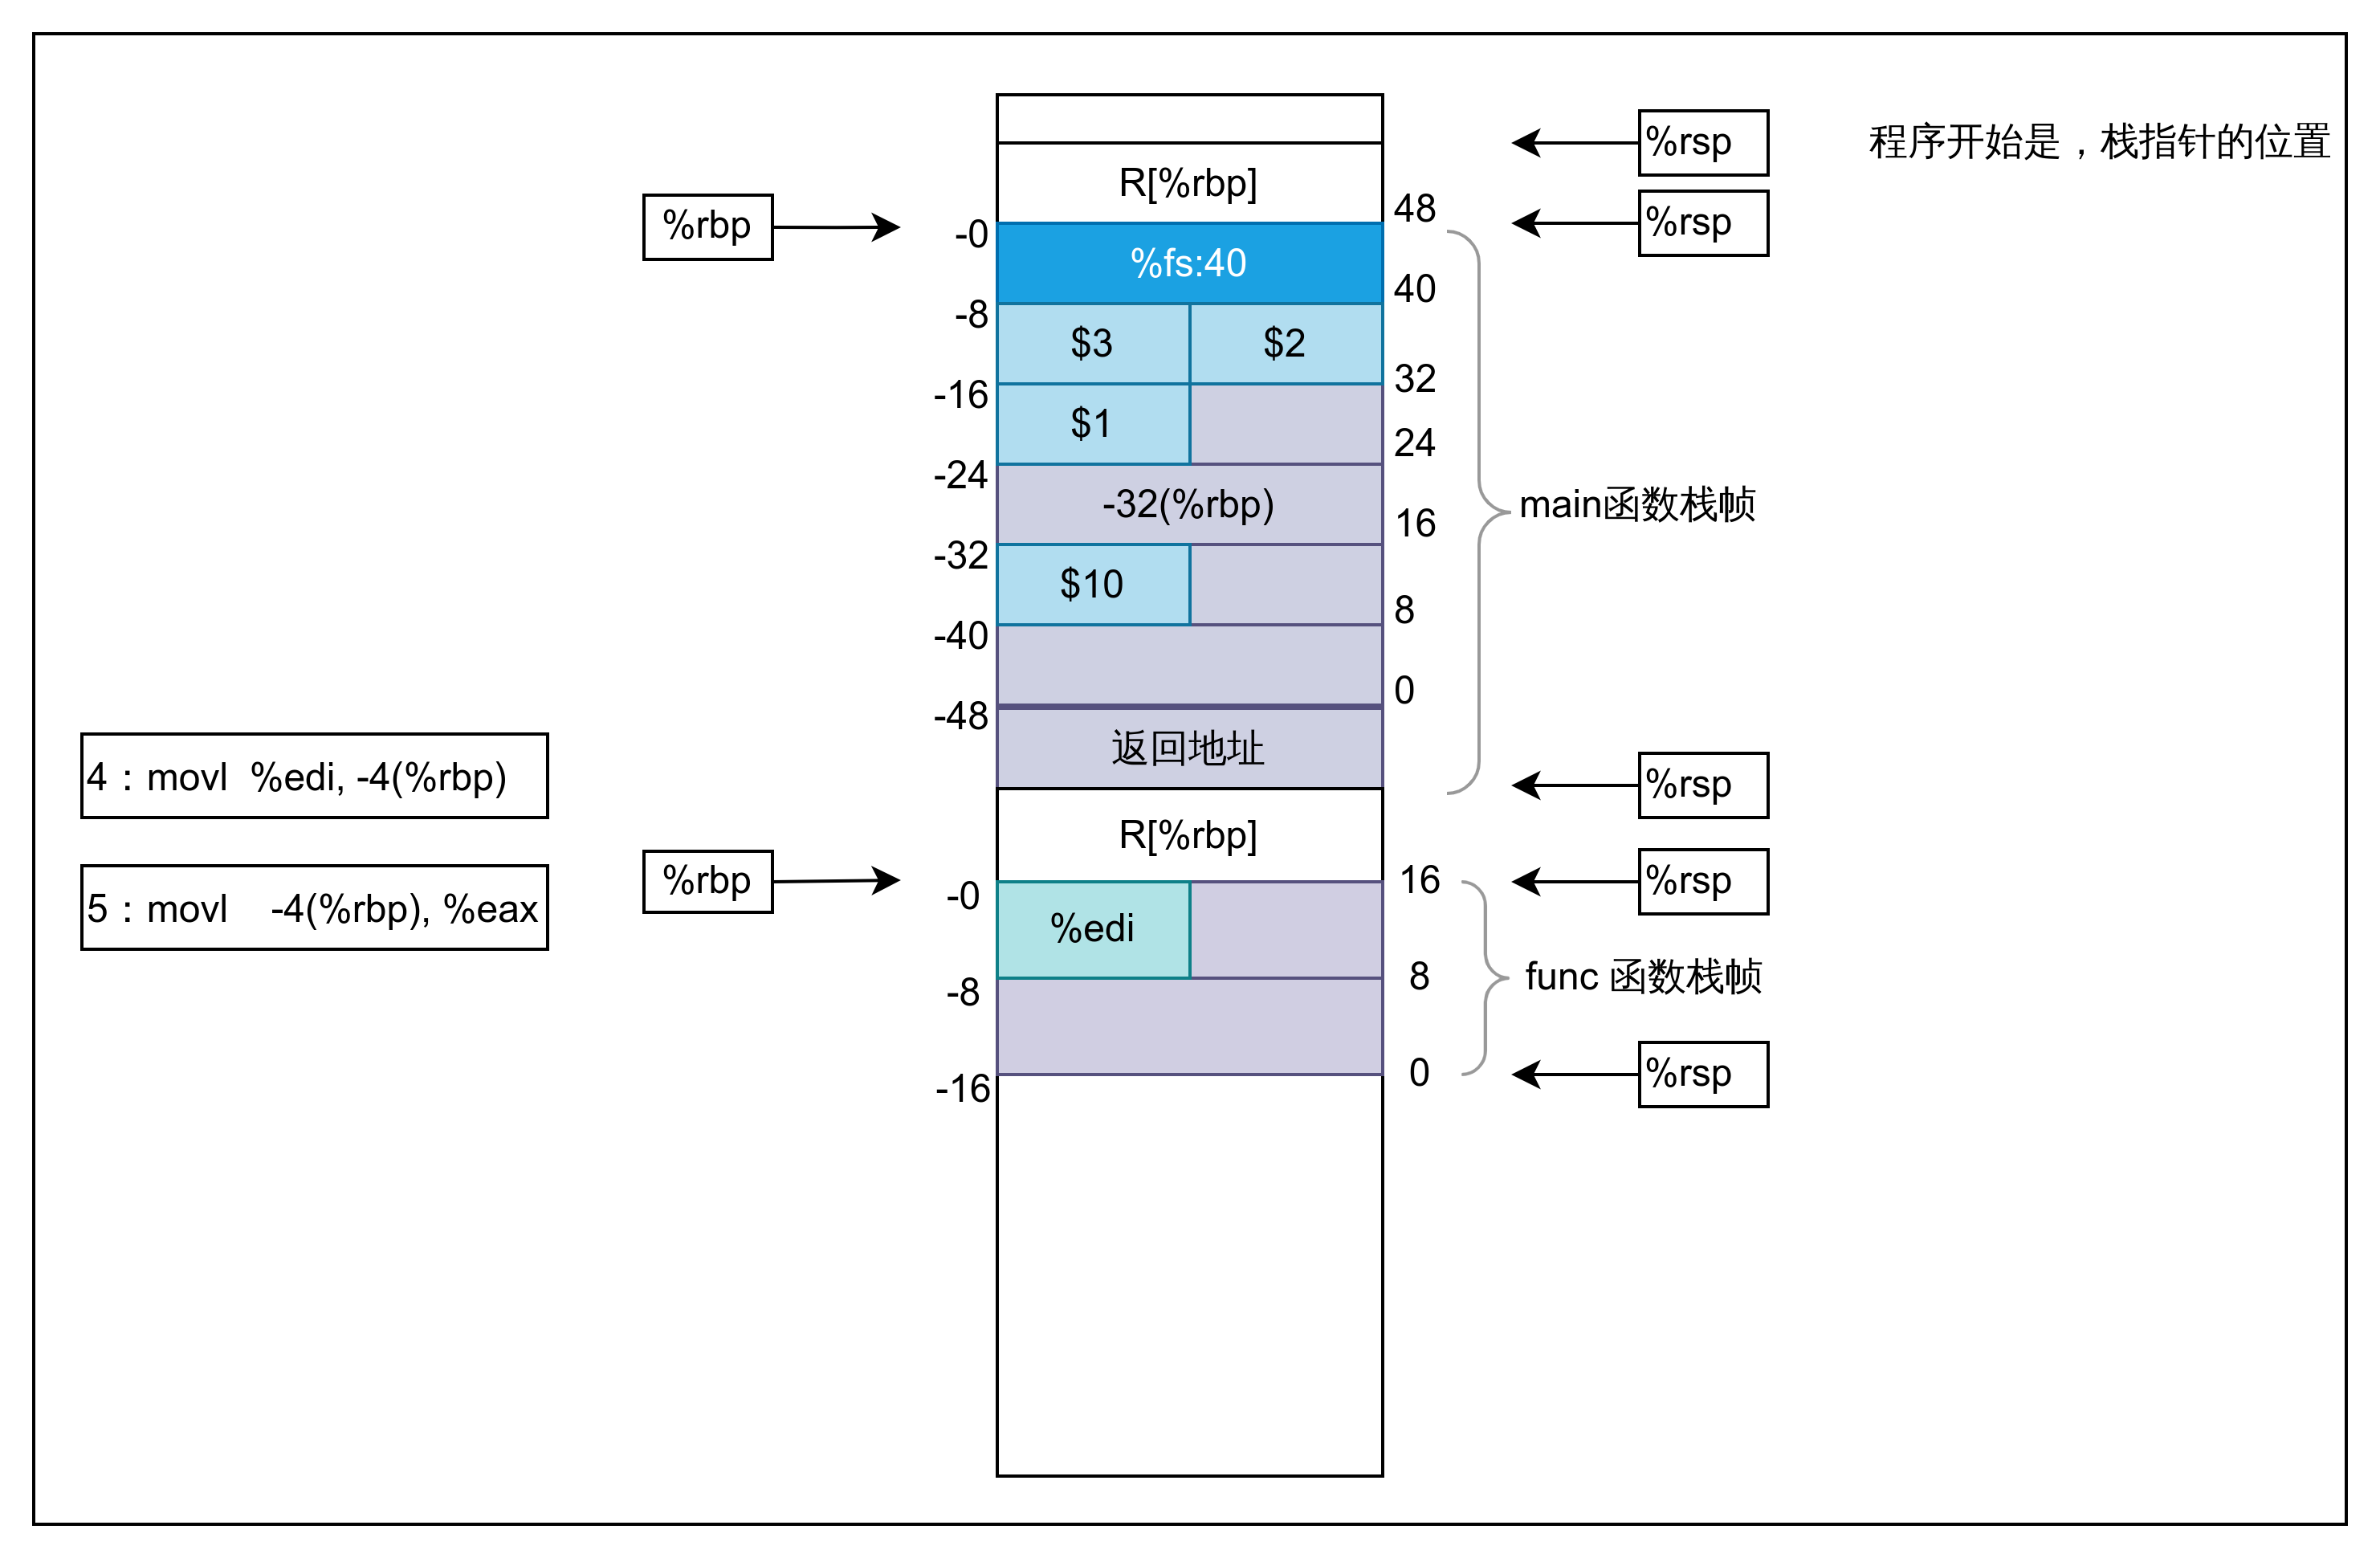 %rsp
程序开始是，栈指针的位置
R[%rbp]
%rbp
48
%rsp
-0
%fs:40
40
-8
$3
$2
32
-16
$1
24
-24
-32(%rbp)
16
main函数栈帧
-32
$10
8
-40
0
-48
返回地址
4：movl %edi, -4(%rbp)
%rsp
R[%rbp]
%rbp
16
%rsp
-0
5：movl -4(%rbp), %eax
%edi
8
func 函数栈帧
-8
0
%rsp
-16